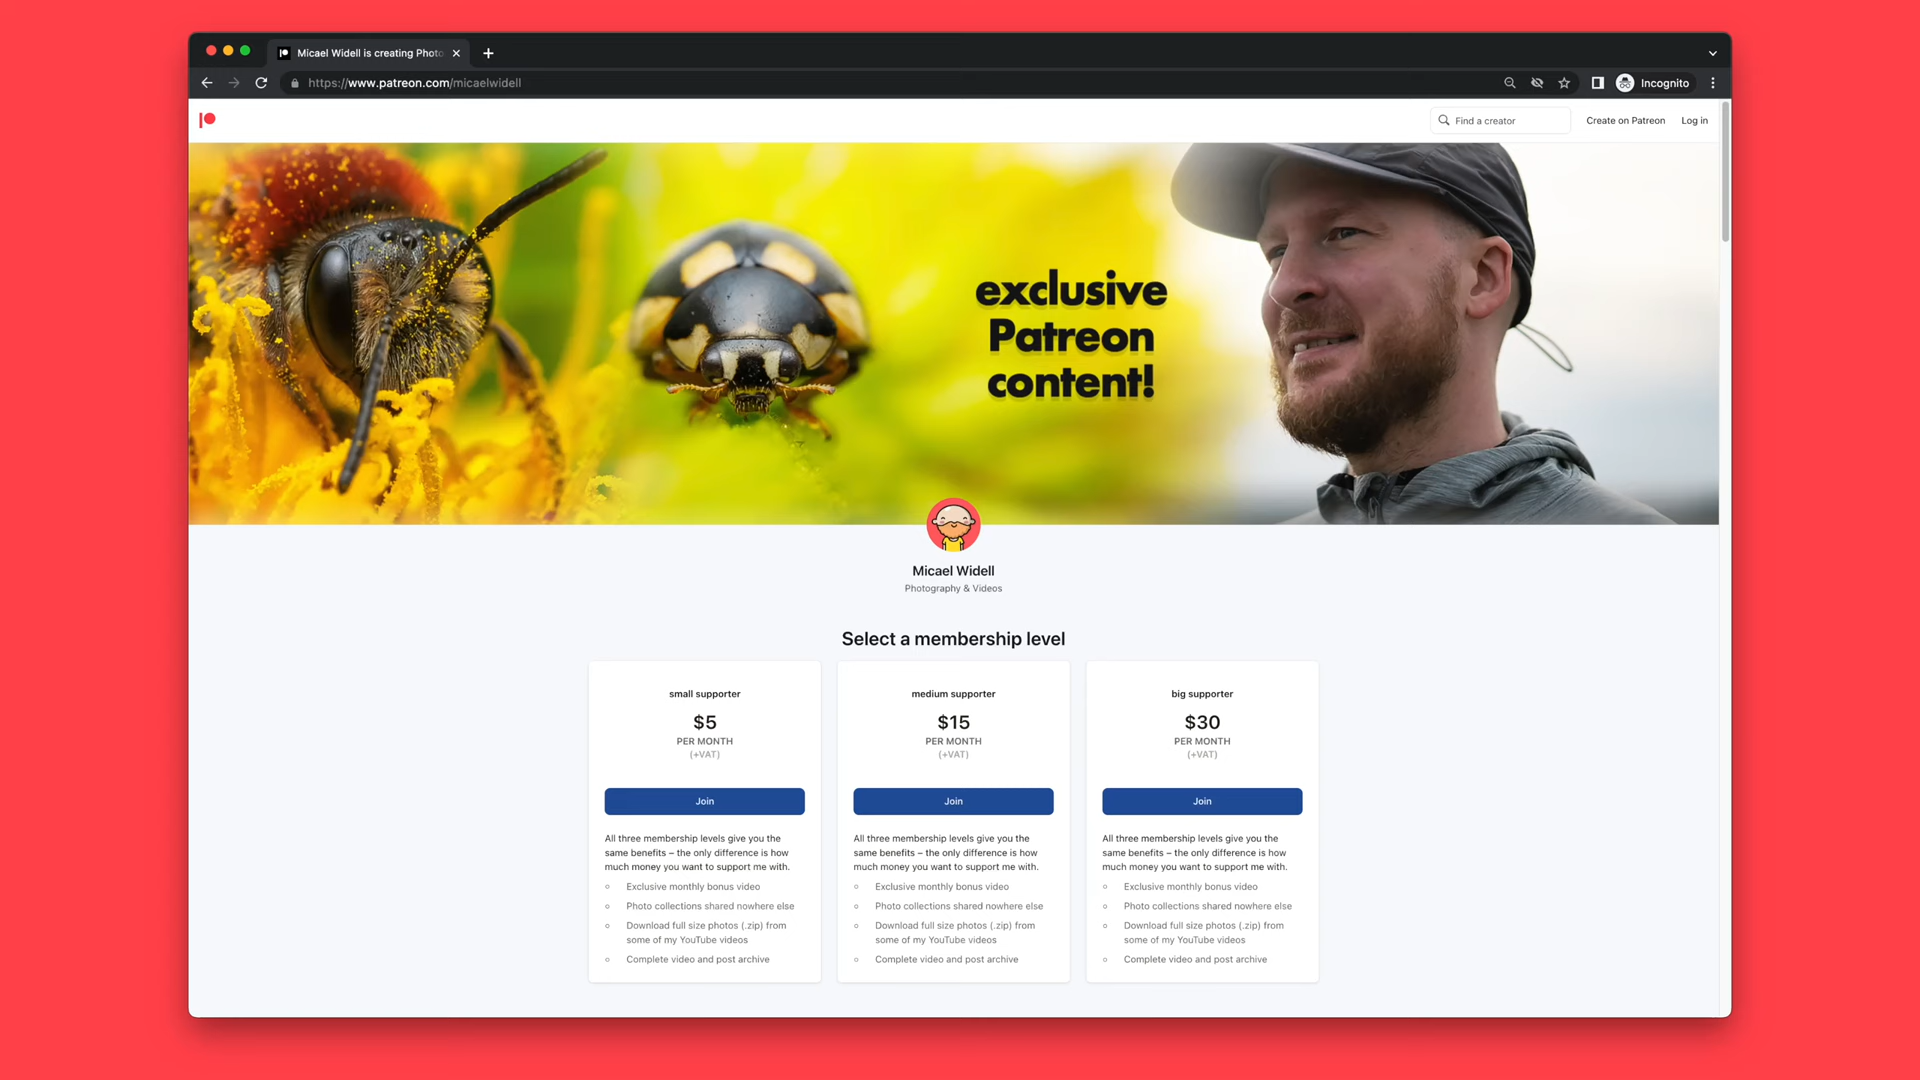 Micael Widell is creating Photo
https://www.patreon.com/micaelwidell
Incognito
Find a creator
Create on Patreon
Log in
exclusive
Patreon
content!
Micael Widell
Photography & Videos
Select a membership level
small supporter
$5
PER MONTH
(+VAT)
Join
All three membership levels give you the
same benefits – the only difference is how
much money you want to support me with.
Exclusive monthly bonus video
Photo collections shared nowhere else
Download full size photos (.zip) from
some of my YouTube videos
Complete video and post archive
medium supporter
$15
PER MONTH
(+VAT)
Join
All three membership levels give you the
same benefits – the only difference is how
much money you want to support me with.
Exclusive monthly bonus video
Photo collections shared nowhere else
Download full size photos (.zip) from
some of my YouTube videos
Complete video and post archive
big supporter
$30
PER MONTH
(+VAT)
Join
All three membership levels give you the
same benefits – the only difference is how
much money you want to support me with.
Exclusive monthly bonus video
Photo collections shared nowhere else
Download full size photos (.zip) from
some of my YouTube videos
Complete video and post archive